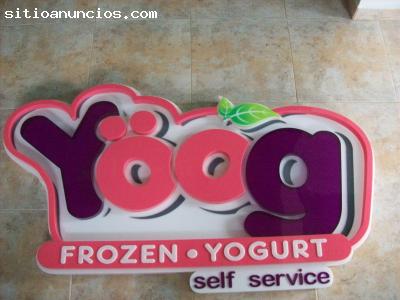 sitioanuncios.com
Yöog
FROZEN • YOGURT
self service